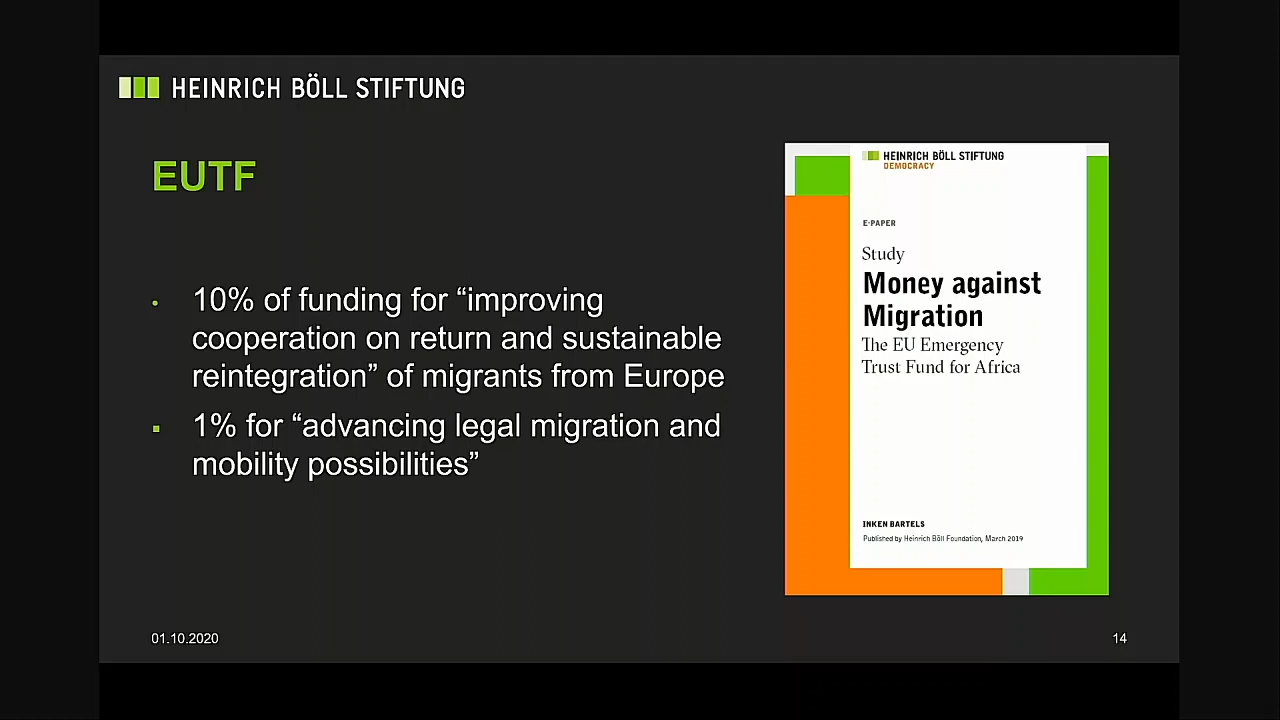 HEINRICH BÖLL STIFTUNG
EUTF
10% of funding for “improving
cooperation on return and sustainable
reintegration” of migrants from Europe
1% for “advancing legal migration and
mobility possibilities”
HEINRICH BÖLL STIFTUNG
DEMOCRACY
E-PAPER
Study
Money against
Migration
The EU Emergency
Trust Fund for Africa
INKEN BARTELS
Published by Heinrich Böll Foundation, March 2019
01.10.2020
14